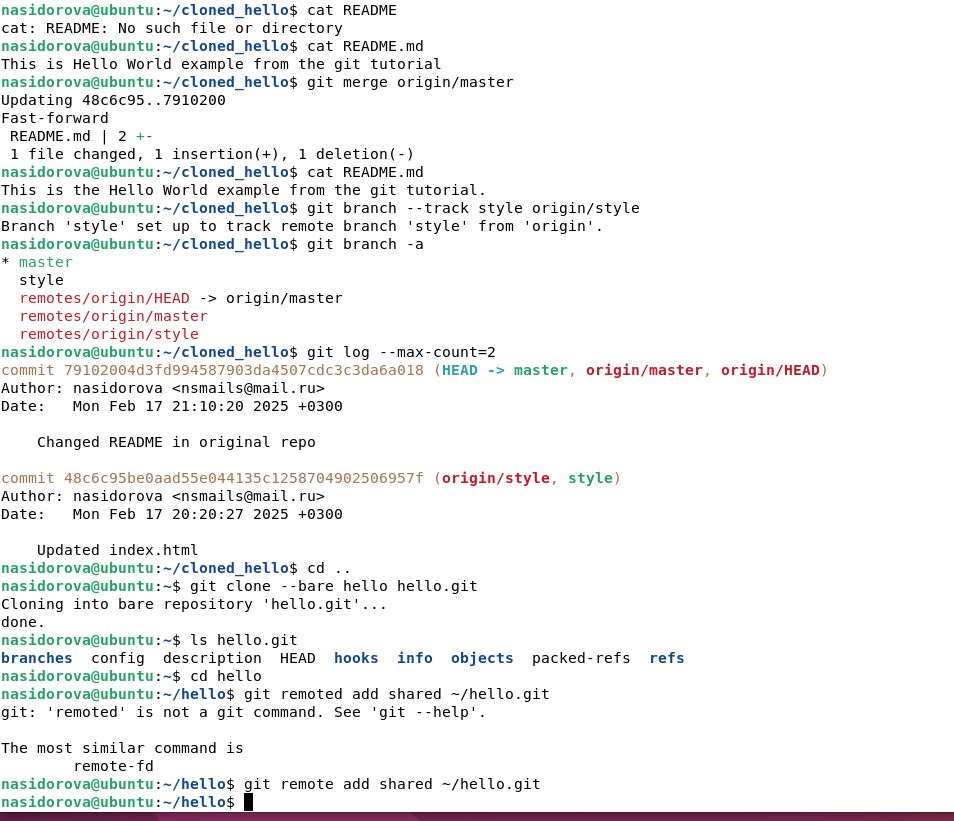 nasidorova@ubuntu:~/cloned_hello$ cat README
cat: README: No such file or directory
nasidorova@ubuntu:~/cloned_hello$ cat README.md
This is Hello World example from the git tutorial
nasidorova@ubuntu:~/cloned_hello$ git merge origin/master
Updating 48c6c95..7910200
Fast-forward
 README.md | 2 +-
 1 file changed, 1 insertion(+), 1 deletion(-)
nasidorova@ubuntu:~/cloned_hello$ cat README.md
This is the Hello World example from the git tutorial.
nasidorova@ubuntu:~/cloned_hello$ git branch --track style origin/style
Branch 'style' set up to track remote branch 'style' from 'origin'.
nasidorova@ubuntu:~/cloned_hello$ git branch -a
* master
  style
  remotes/origin/HEAD -> origin/master
  remotes/origin/master
  remotes/origin/style
nasidorova@ubuntu:~/cloned_hello$ git log --max-count=2
commit 79102004d3fd994587903da4507cdc3c3da6a018 (HEAD -> master, origin/master, origin/HEAD)
Author: nasidorova <nsmails@mail.ru>
Date:   Mon Feb 17 21:10:20 2025 +0300

    Changed README in original repo

commit 48c6c95be0aad55e044135c1258704902506957f (origin/style, style)
Author: nasidorova <nsmails@mail.ru>
Date:   Mon Feb 17 20:20:27 2025 +0300

    Updated index.html
nasidorova@ubuntu:~/cloned_hello$ cd ..
nasidorova@ubuntu:~$ git clone --bare hello hello.git
Cloning into bare repository 'hello.git'...
done.
nasidorova@ubuntu:~$ ls hello.git
branches  config  description  HEAD  hooks  info  objects  packed-refs  refs
nasidorova@ubuntu:~$ cd hello
nasidorova@ubuntu:~/hello$ git remoted add shared ~/hello.git
git: 'remoted' is not a git command. See 'git --help'.

The most similar command is
        remote-fd
nasidorova@ubuntu:~/hello$ git remote add shared ~/hello.git
nasidorova@ubuntu:~/hello$